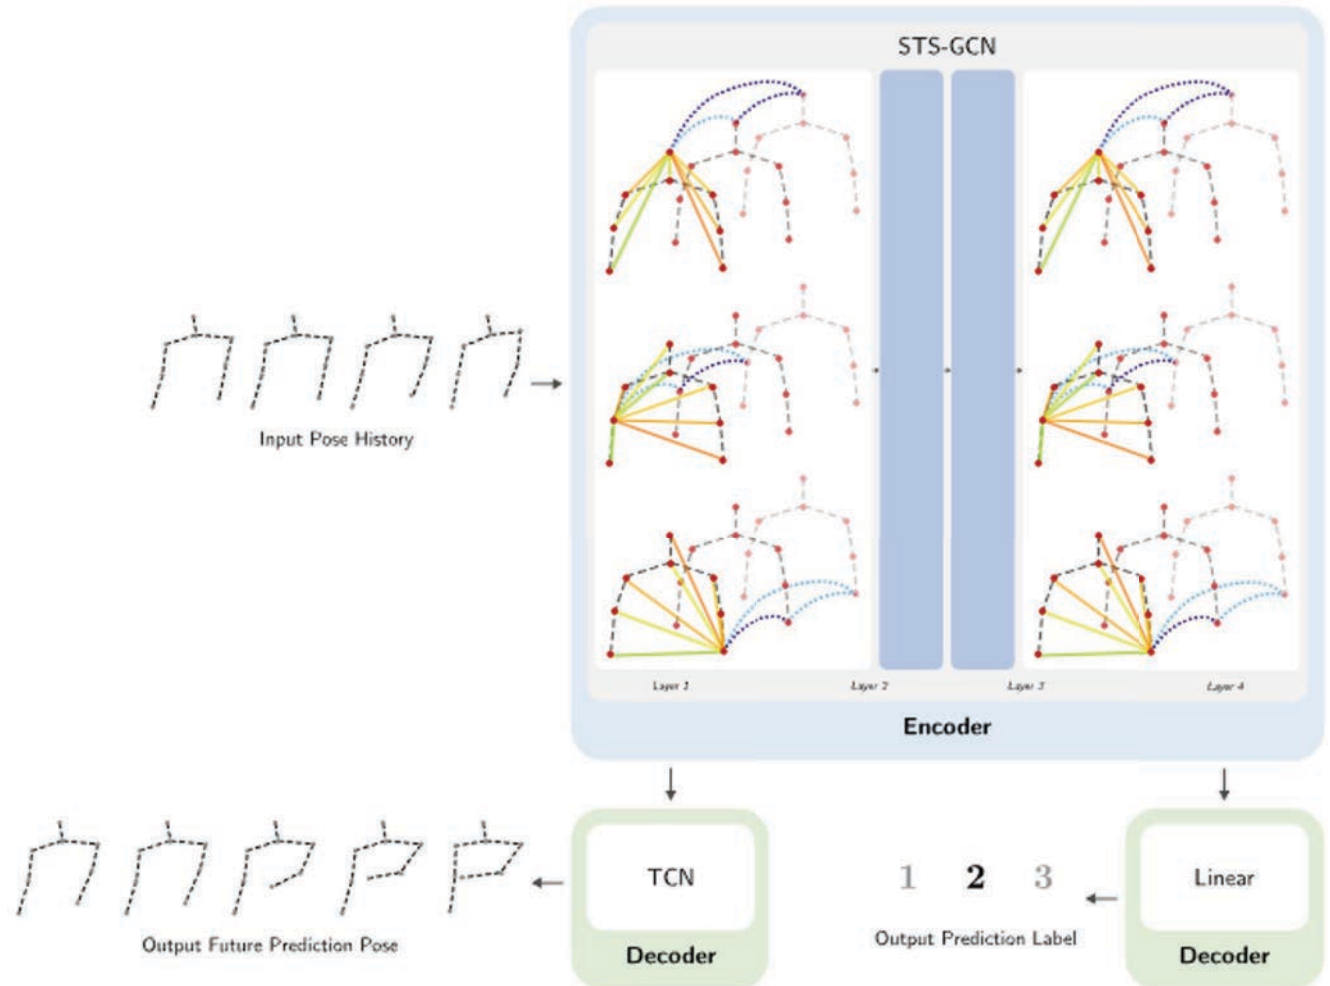 STS-GCN
Input Pose History
Layer 1
Layer 2
Layer 3
Layer 4
Encoder
TCN
Decoder
Output Future Prediction Pose
1 2 3
Output Prediction Label
Linear
Decoder